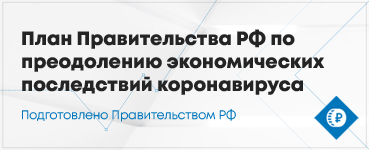 План Правительства РФ по
преодолению экономических
последствий коронавируса
Подготовлено Правительством РФ